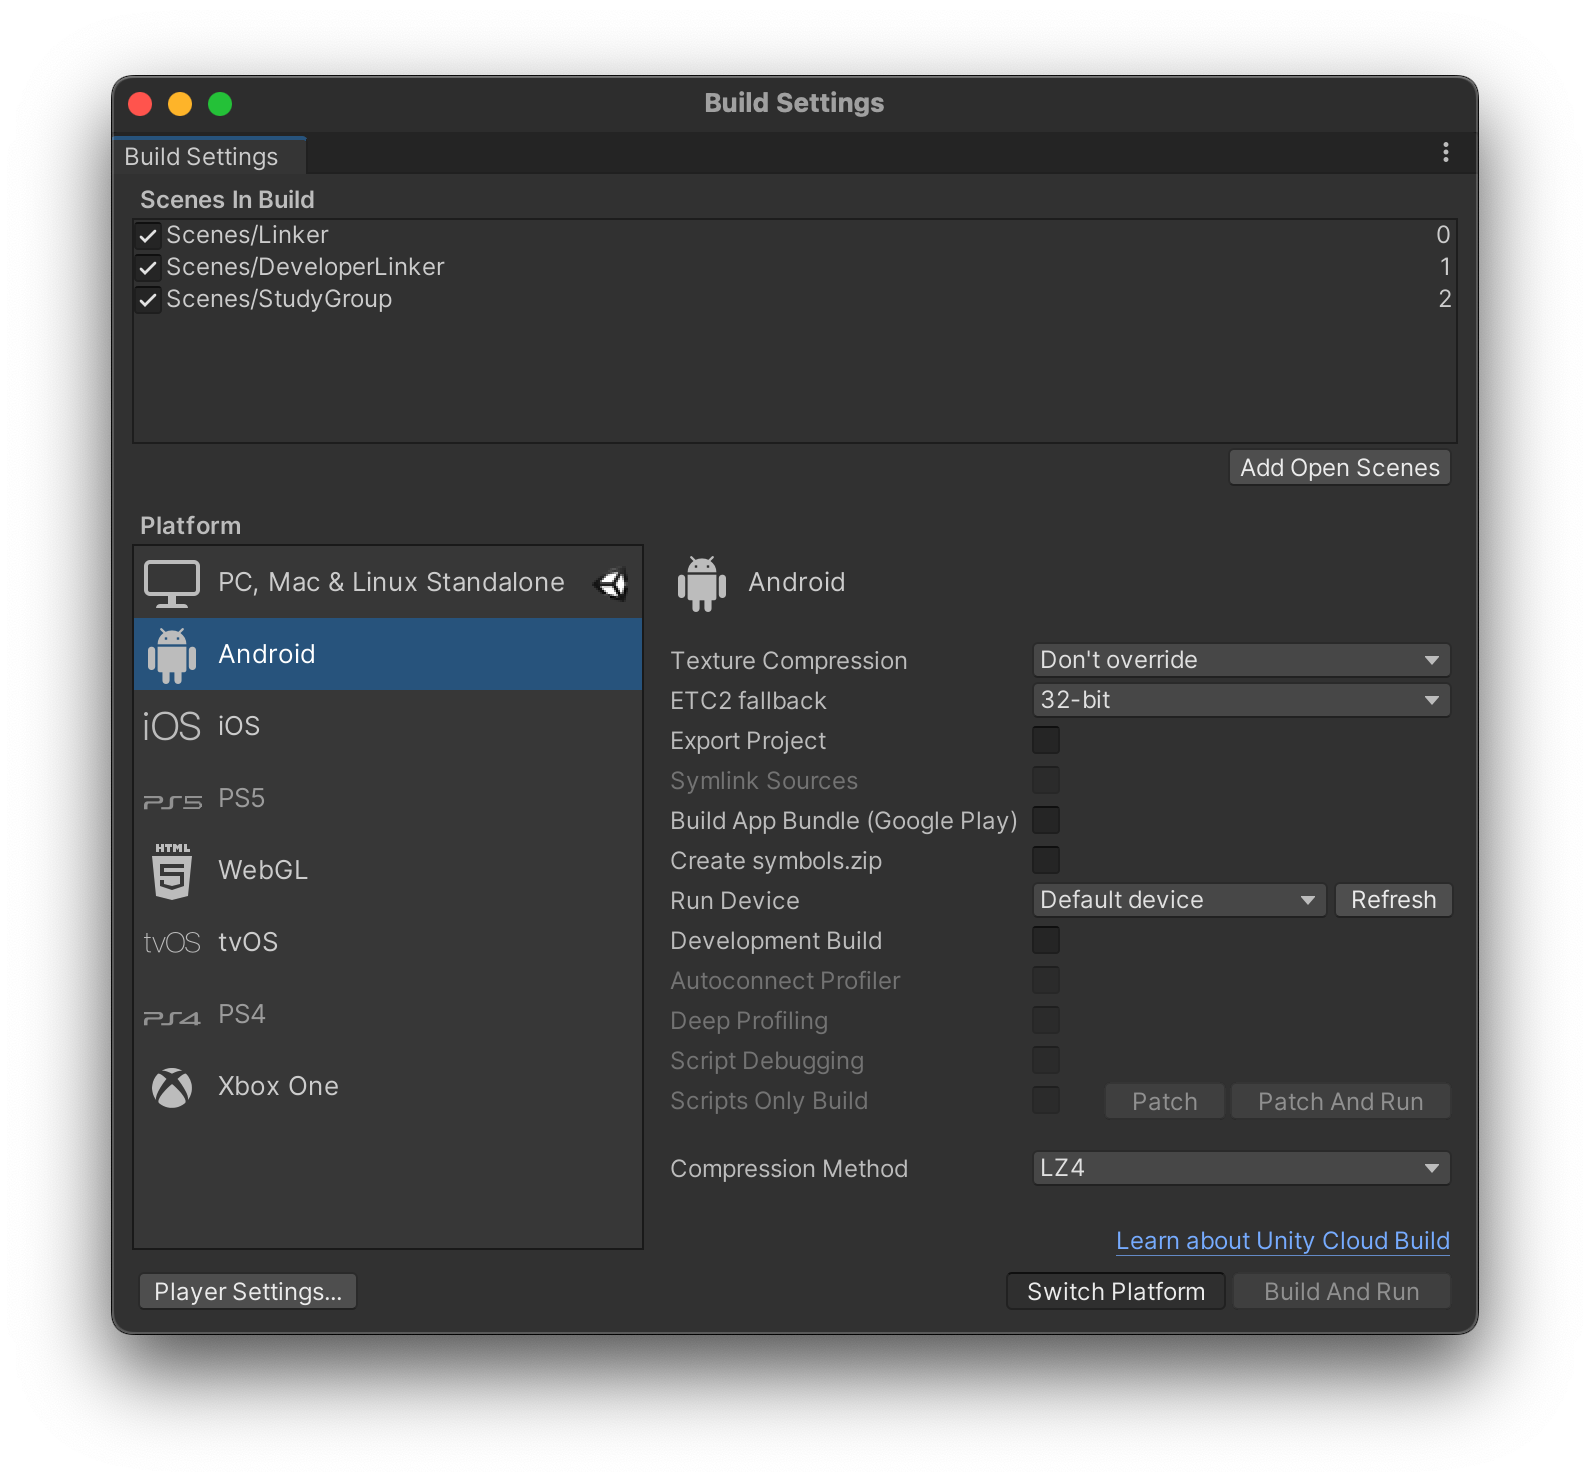 Build Settings
Build Settings
Scenes In Build
Scenes/Linker 0
Scenes/DeveloperLinker 1
Scenes/StudyGroup 2
Add Open Scenes
Platform
PC, Mac & Linux Standalone
Android
iOS iOS
PS5 PS5
HTML 5 WebGL
tvOS tvOS
PS4 PS4
Xbox One
Android
Texture Compression Don't override
ETC2 fallback 32-bit
Export Project
Symlink Sources
Build App Bundle (Google Play)
Create symbols.zip
Run Device Default device Refresh
Development Build
Autoconnect Profiler
Deep Profiling
Script Debugging
Scripts Only Build Patch Patch And Run
Compression Method LZ4
Learn about Unity Cloud Build
Player Settings... Switch Platform Build And Run